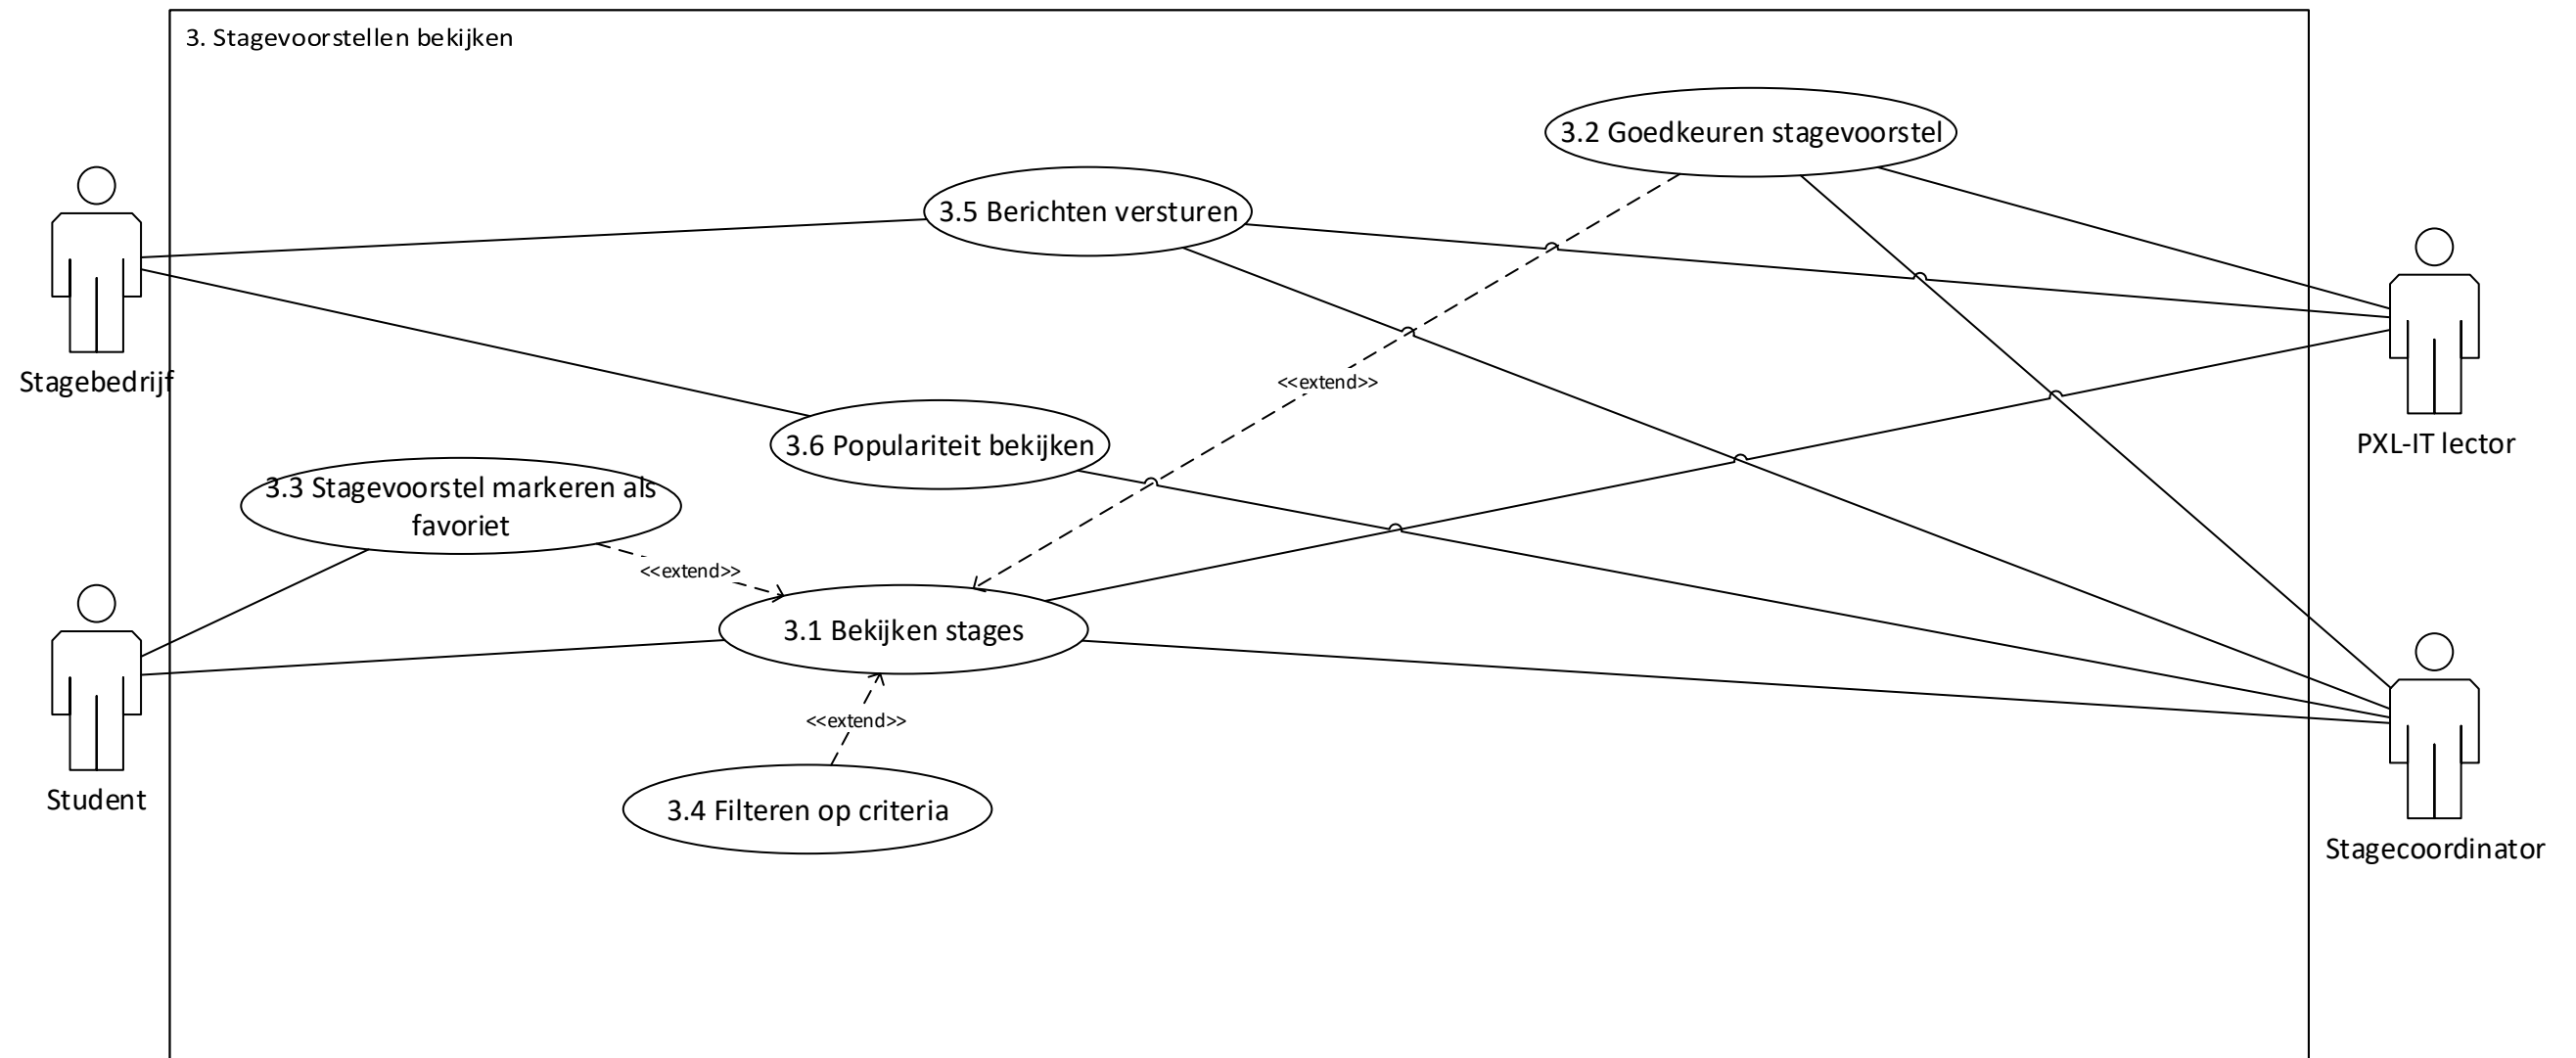 3. Stagevoorstellen bekijken
3.2 Goedkeuren stagevoorstel
3.5 Berichten versturen
Stagebedrijf
<<extend>>
PXL-IT lector
3.6 Populariteit bekijken
3.3 Stagevoorstel markeren als
favoriet
<<extend>>
3.1 Bekijken stages
<<extend>>
Student
3.4 Filteren op criteria
Stagecoordinator